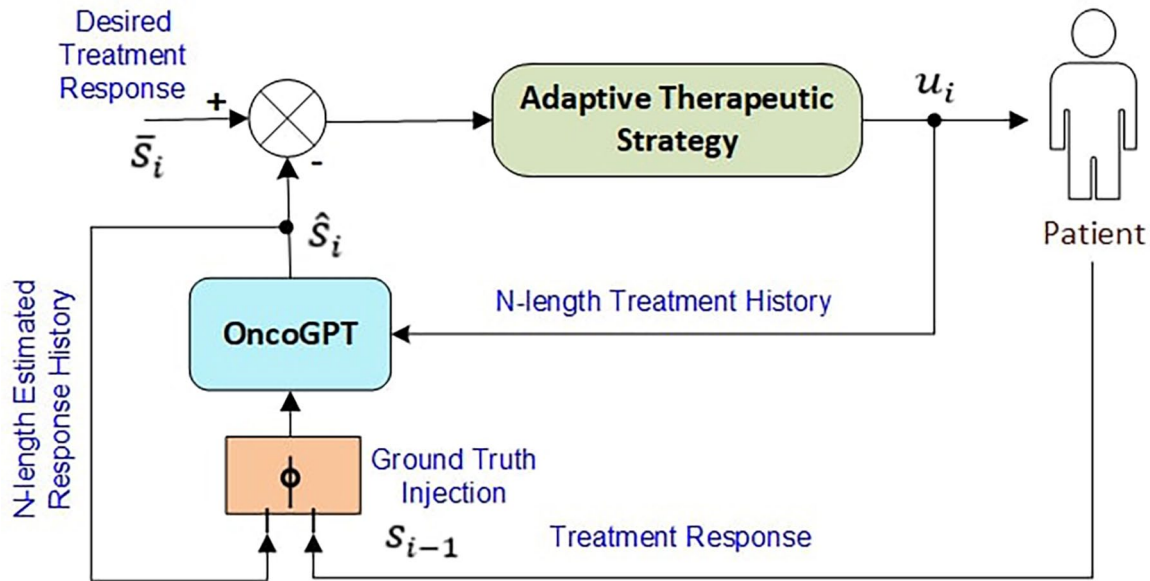 Desired
Treatment
Response
+
s̄ᵢ
-
Adaptive Therapeutic
Strategy
uᵢ
Patient
ŝᵢ
N-length Treatment History
OncoGPT
N-length Estimated
Response History
ϕ
Ground Truth
Injection
sᵢ₋₁
Treatment Response